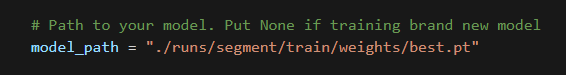 # Path to your model. Put None if training brand new model
model_path = "./runs/segment/train/weights/best.pt"